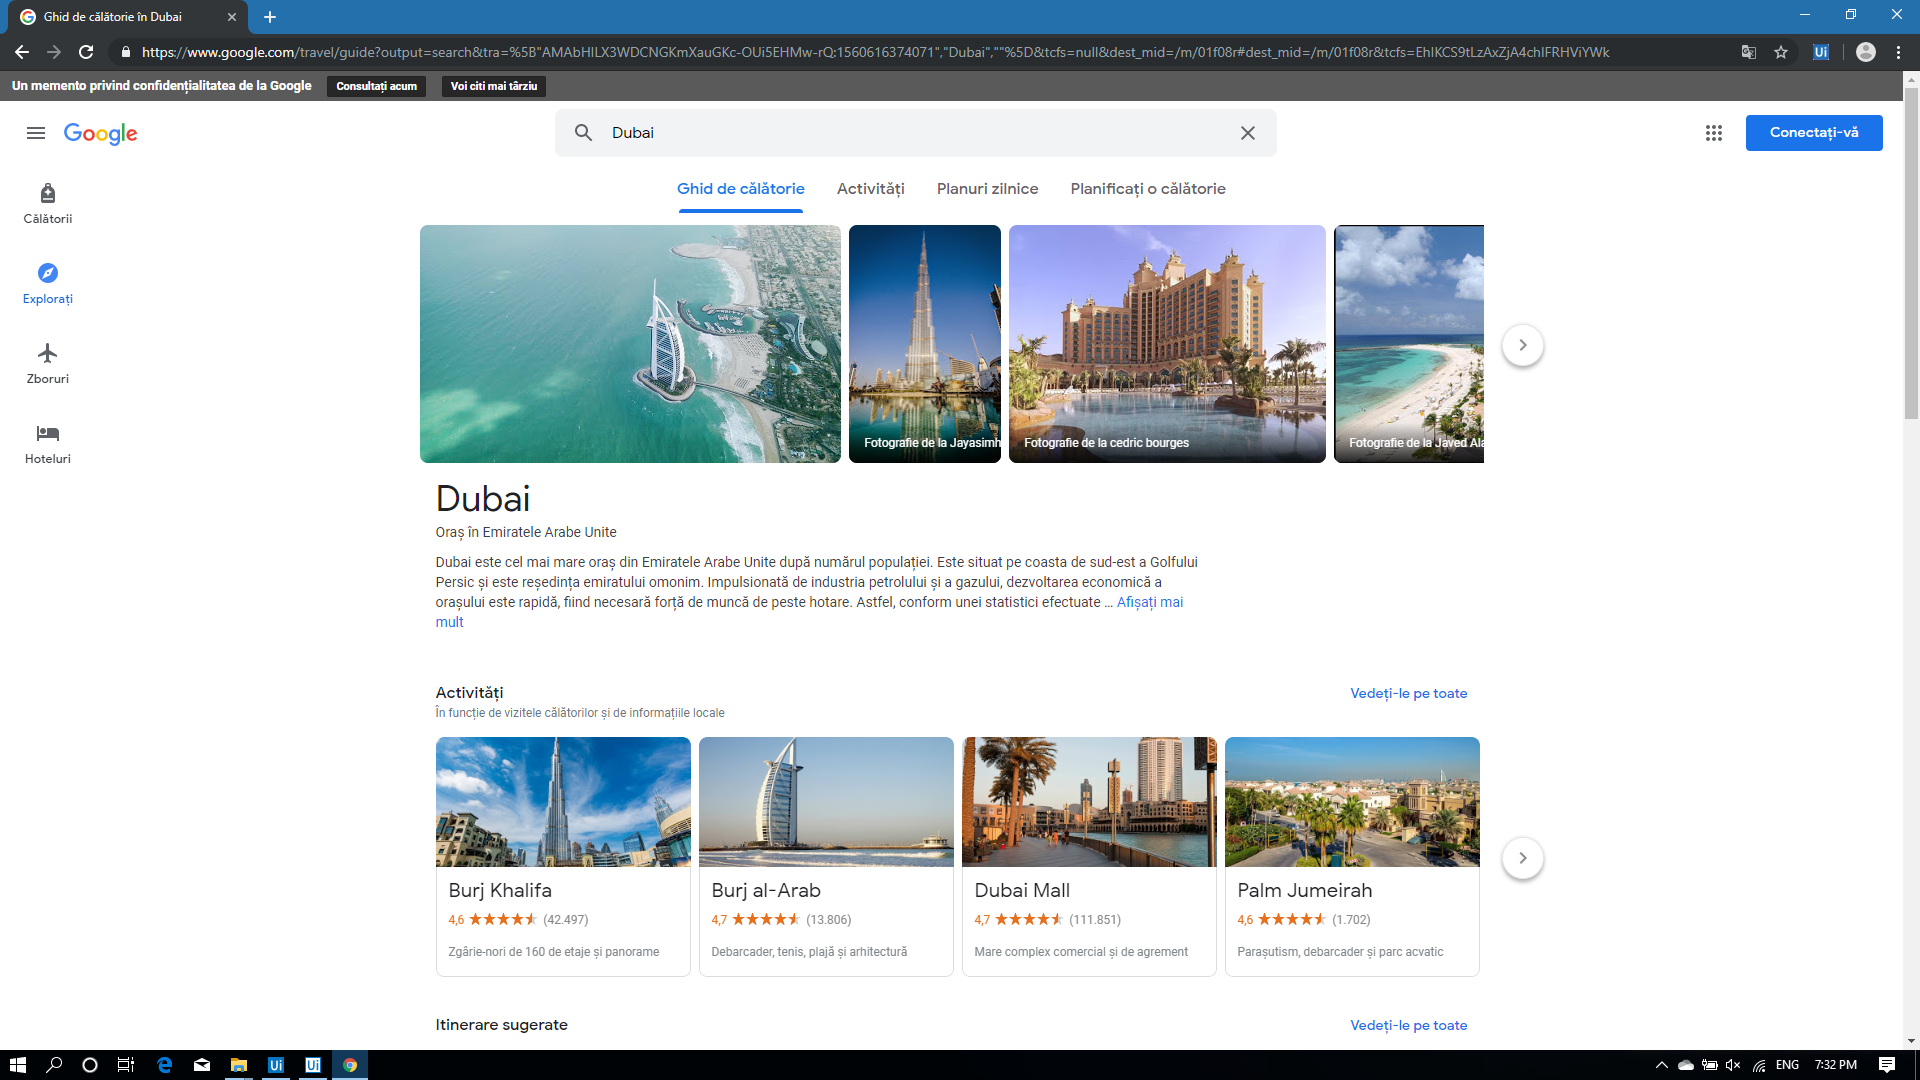 Ghid de călătorie în Dubai
https://www.google.com/travel/guide?output=search&tra=%5B"AMAbHILX3WDCNGKmXauGKc-OUi5EHMw-rQ:1560616374071","Dubai",""%5D&tcfs=null&dest_mid=/m/01f08r#dest_mid=/m/01f08r&tcfs=EhIKCS9tLzAxZjA4chIFRHViYWk
Un memento privind confidențialitatea de la Google Consultați acum Voi citi mai târziu
Google
Dubai
Conectați-vă
Ghid de călătorie Activități Planuri zilnice Planificați o călătorie
Călătorii
Explorați
Zboruri
Hoteluri
Fotografie de la Jayasimh
Fotografie de la cedric bourges
Fotografie de la Javed Ala
Dubai
Oraș în Emiratele Arabe Unite
Dubai este cel mai mare oraș din Emiratele Arabe Unite după numărul populației. Este situat pe coasta de sud-est a Golfului
Persic și este reședința emiratului omonim. Impulsionată de industria petrolului și a gazului, dezvoltarea economică a
orașului este rapidă, fiind necesară forță de muncă de peste hotare. Astfel, conform unei statistici efectuate ... Afișați mai
mult
Activități
Vedeți-le pe toate
În funcție de vizitele călătorilor și de informațiile locale
Burj Khalifa
4,6 (42.497)
Zgârie-nori de 160 de etaje și panorame
Burj al-Arab
4,7 (13.806)
Debarcader, tenis, plajă și arhitectură
Dubai Mall
4,7 (111.851)
Mare complex comercial și de agrement
Palm Jumeirah
4,6 (1.702)
Parașutism, debarcader și parc acvatic
Itinerare sugerate
Vedeți-le pe toate
Ui
Ui
Ui
ENG
7:32 PM